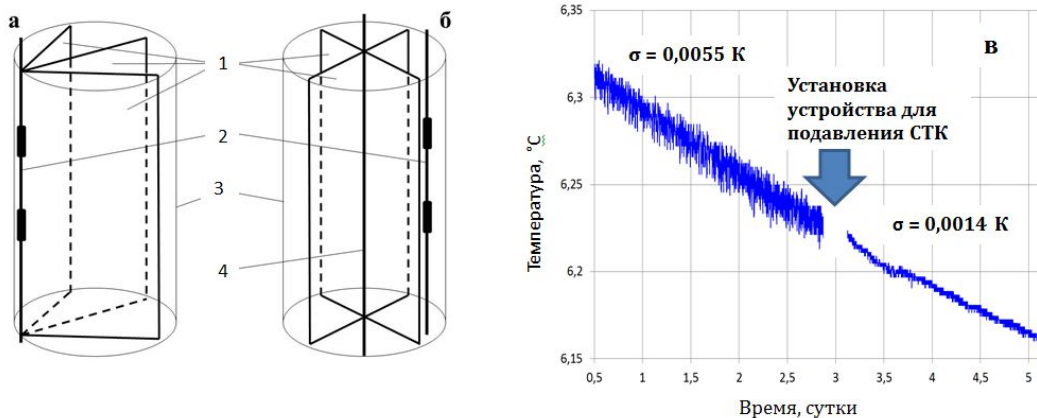 а
б
1
2
3
4
6,35
6,3
6,25
6,2
6,15
Температура, °С
в
σ = 0,0055 К
Установка
устройства для
подавления СТК
σ = 0,0014 К
0,5 1 1,5 2 2,5 3 3,5 4 4,5 5
Время, сутки